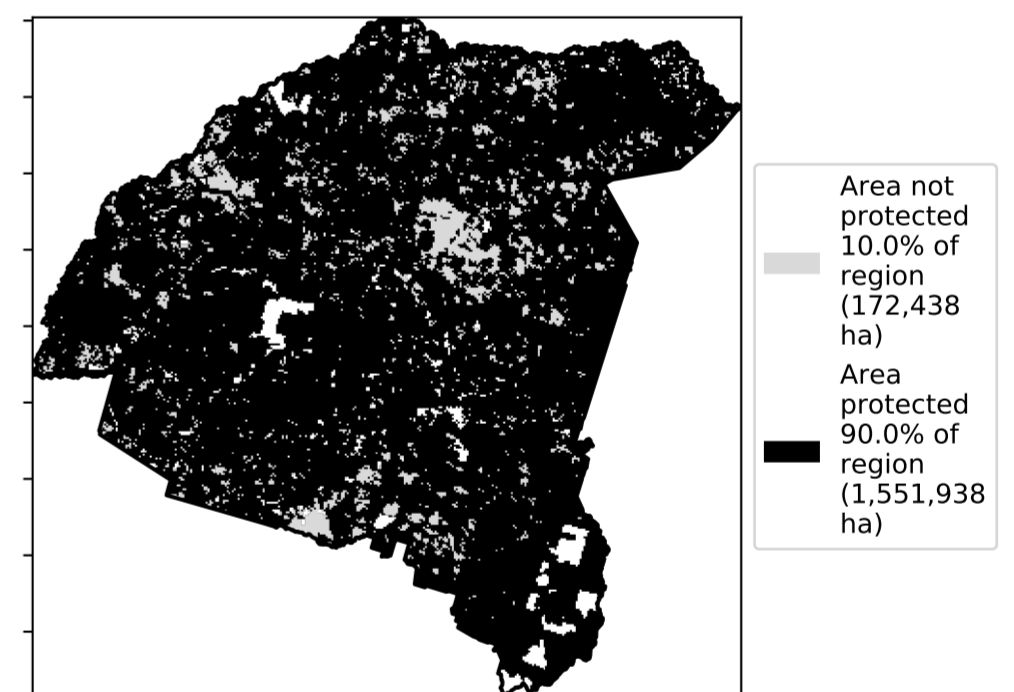 Area not
protected
10.0% of
region
(172,438
ha)
Area
protected
90.0% of
region
(1,551,938
ha)